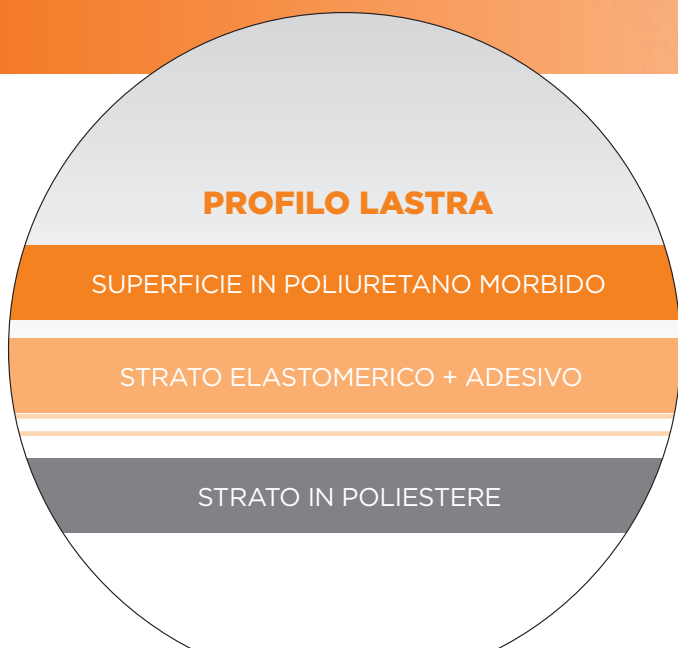 PROFILO LASTRA
SUPERFICIE IN POLIURETANO MORBIDO
STRATO ELASTOMERICO + ADESIVO
STRATO IN POLIESTERE